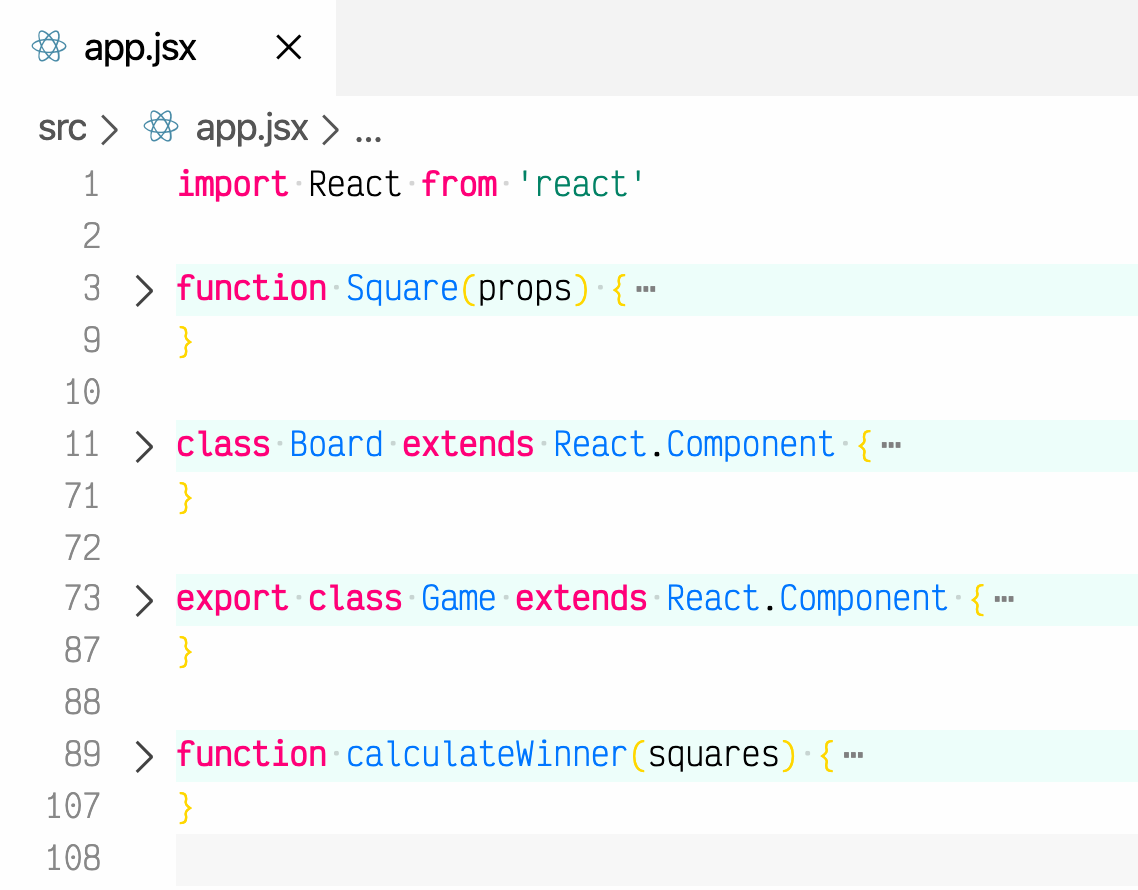 app.jsx
src > app.jsx > ...
1 import React from 'react'
2
3 function Square(props) { ⋯
9 }
10
11 class Board extends React.Component { ⋯
71 }
72
73 export class Game extends React.Component { ⋯
87 }
88
89 function calculateWinner(squares) { ⋯
107 }
108